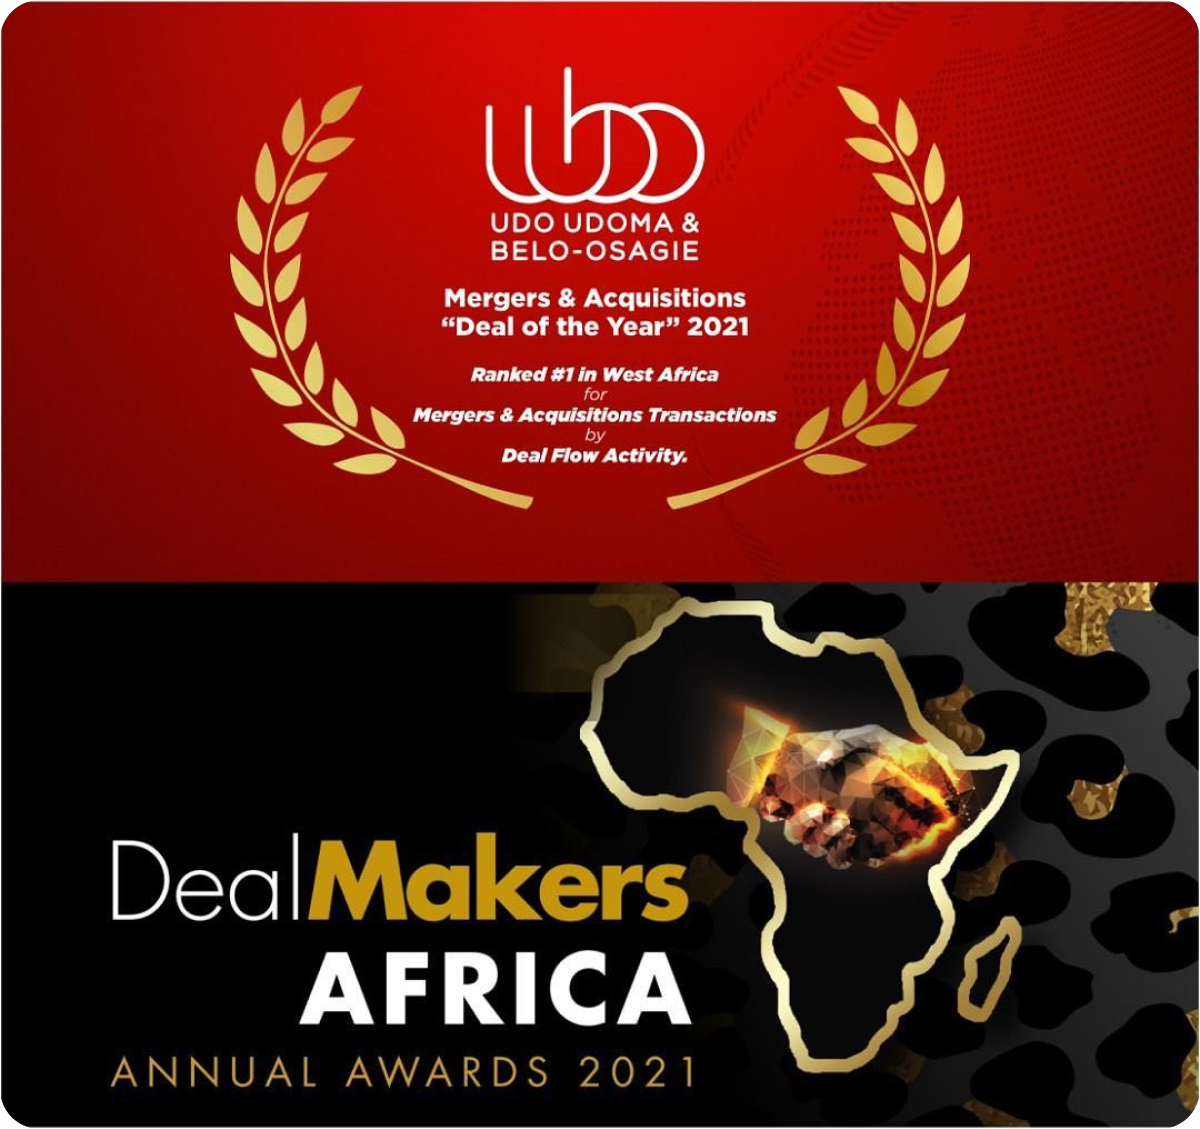 ubo
UDO UDOMA &
BELO-OSAGIE
Mergers & Acquisitions
“Deal of the Year” 2021
Ranked #1 in West Africa
for
Mergers & Acquisitions Transactions
by
Deal Flow Activity.
DealMakers
AFRICA
ANNUAL AWARDS 2021